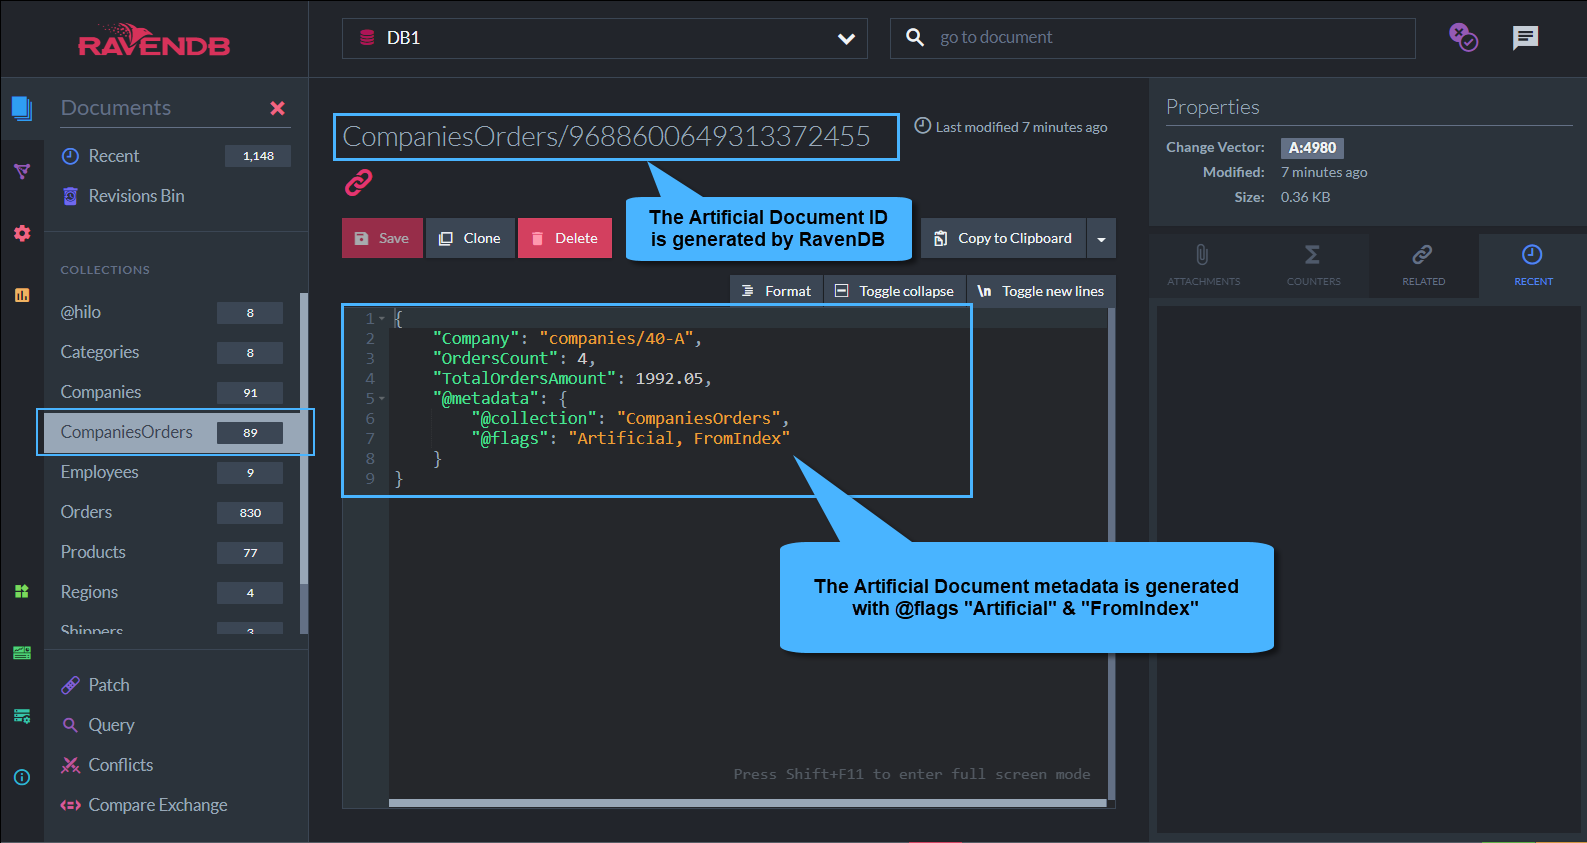 RAVENDB
DB1
go to document
Documents
Recent 1,148
Revisions Bin
COLLECTIONS
@hilo 8
Categories 8
Companies 91
CompaniesOrders 89
Employees 9
Orders 830
Products 77
Regions 4
Shippers 3
Patch
Query
Conflicts
Compare Exchange
CompaniesOrders/9688600649313372455
Last modified 7 minutes ago
The Artificial Document ID
is generated by RavenDB
Save Clone Delete Copy to Clipboard
Format Toggle collapse \n Toggle new lines
1 {
2 "Company": "companies/40-A",
3 "OrdersCount": 4,
4 "TotalOrdersAmount": 1992.05,
5 "@metadata": {
6 "@collection": "CompaniesOrders",
7 "@flags": "Artificial, FromIndex"
8 }
9 }
The Artificial Document metadata is generated
with @flags "Artificial" & "FromIndex"
Press Shift+F11 to enter full screen mode
Properties
Change Vector: A:4980
Modified: 7 minutes ago
Size: 0.36 KB
ATTACHMENTS COUNTERS RELATED RECENT